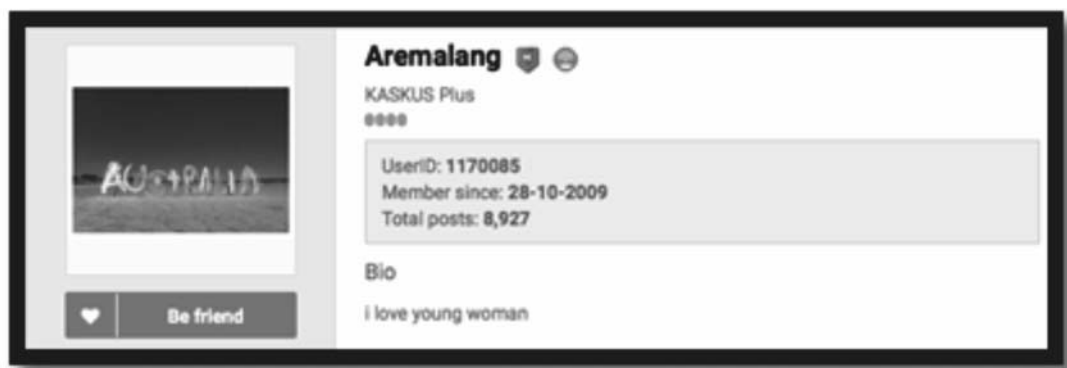 AUSTRALIA
Aremalang
KASKUS Plus
UserID: 1170085
Member since: 28-10-2009
Total posts: 8,927
Be friend
Bio
i love young woman